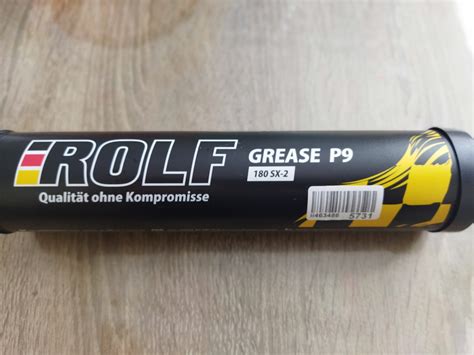 ROLF
Qualität ohne Kompromisse
GREASE P9
180 SX-2
5731